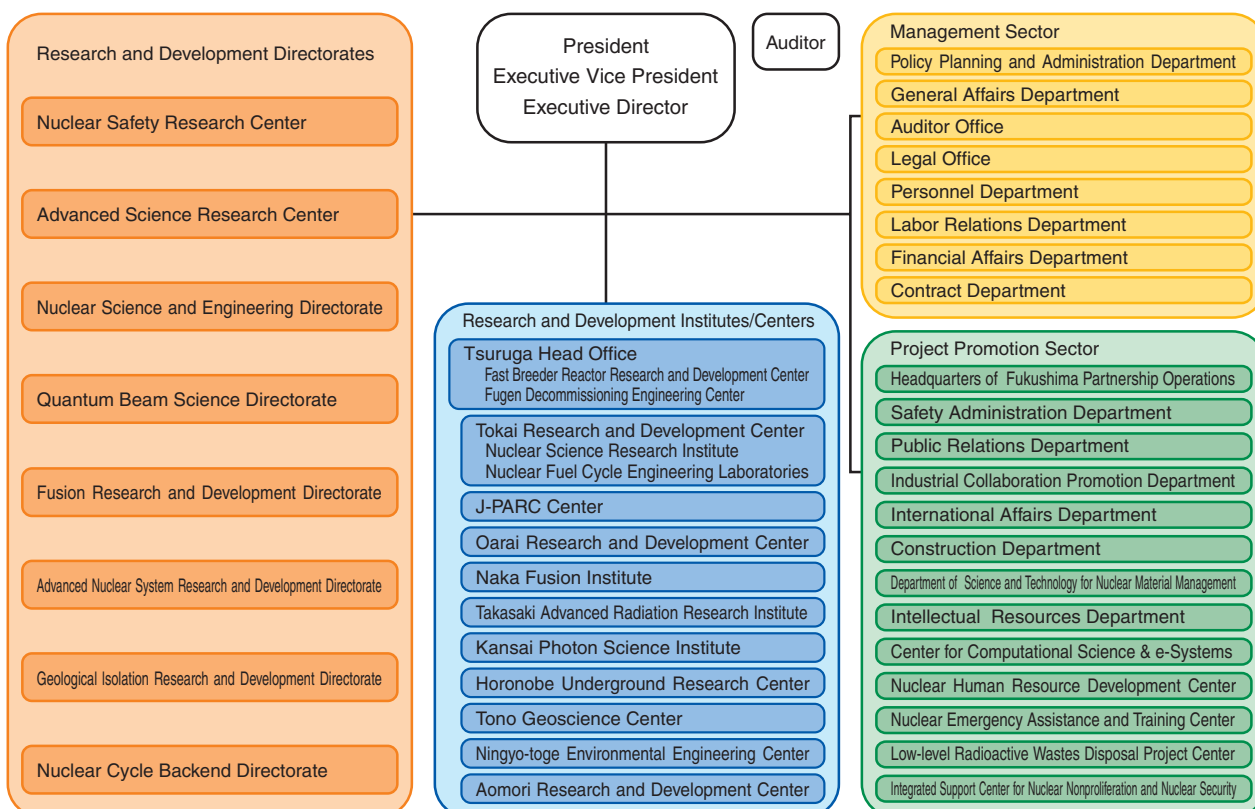 Research and Development Directorates
Nuclear Safety Research Center
Advanced Science Research Center
Nuclear Science and Engineering Directorate
Quantum Beam Science Directorate
Fusion Research and Development Directorate
Advanced Nuclear System Research and Development Directorate
Geological Isolation Research and Development Directorate
Nuclear Cycle Backend Directorate
President
Executive Vice President
Executive Director
Auditor
Research and Development Institutes/Centers
Tsuruga Head Office
Fast Breeder Reactor Research and Development Center
Fugen Decommissioning Engineering Center
Tokai Research and Development Center
Nuclear Science Research Institute
Nuclear Fuel Cycle Engineering Laboratories
J-PARC Center
Oarai Research and Development Center
Naka Fusion Institute
Takasaki Advanced Radiation Research Institute
Kansai Photon Science Institute
Horonobe Underground Research Center
Tono Geoscience Center
Ningyo-toge Environmental Engineering Center
Aomori Research and Development Center
Management Sector
Policy Planning and Administration Department
General Affairs Department
Auditor Office
Legal Office
Personnel Department
Labor Relations Department
Financial Affairs Department
Contract Department
Project Promotion Sector
Headquarters of Fukushima Partnership Operations
Safety Administration Department
Public Relations Department
Industrial Collaboration Promotion Department
International Affairs Department
Construction Department
Department of Science and Technology for Nuclear Material Management
Intellectual Resources Department
Center for Computational Science & e-Systems
Nuclear Human Resource Development Center
Nuclear Emergency Assistance and Training Center
Low-level Radioactive Wastes Disposal Project Center
Integrated Support Center for Nuclear Nonproliferation and Nuclear Security